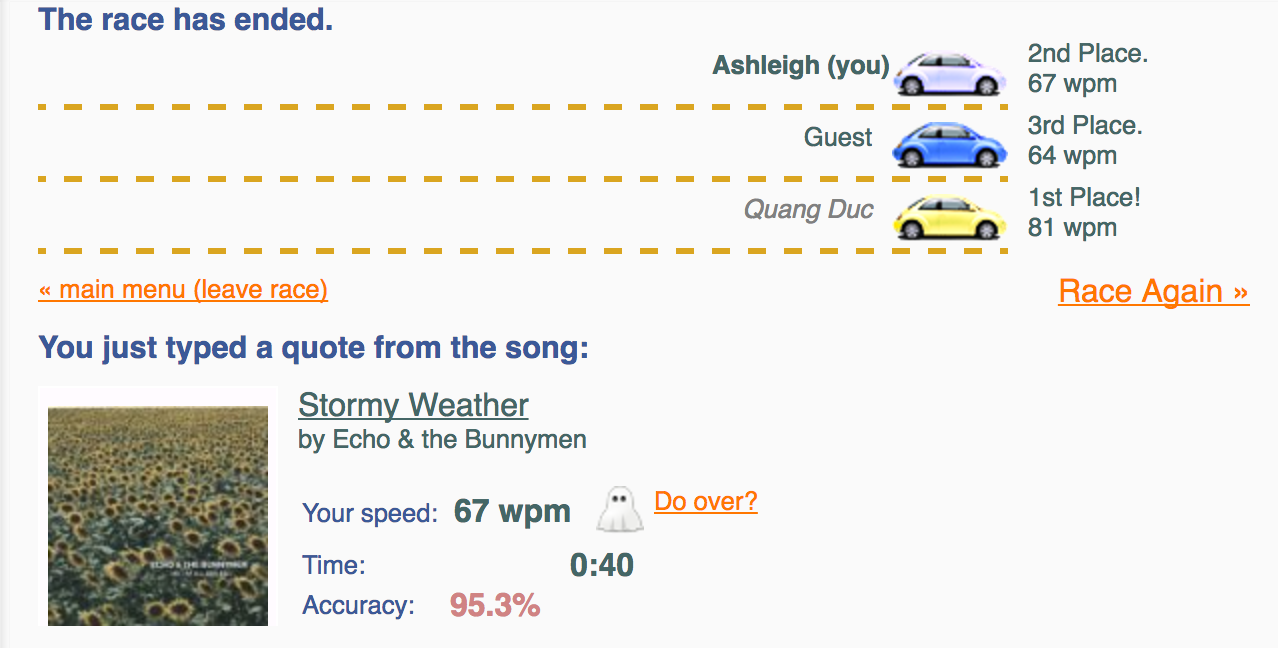 The race has ended.
Ashleigh (you)
2nd Place.
67 wpm
Guest
3rd Place.
64 wpm
Quang Duc
1st Place!
81 wpm
« main menu (leave race)
Race Again »
You just typed a quote from the song:
Stormy Weather
by Echo & the Bunnymen
ECHO & THE BUNNYMEN
Your speed: 67 wpm
Do over?
Time: 0:40
Accuracy: 95.3%